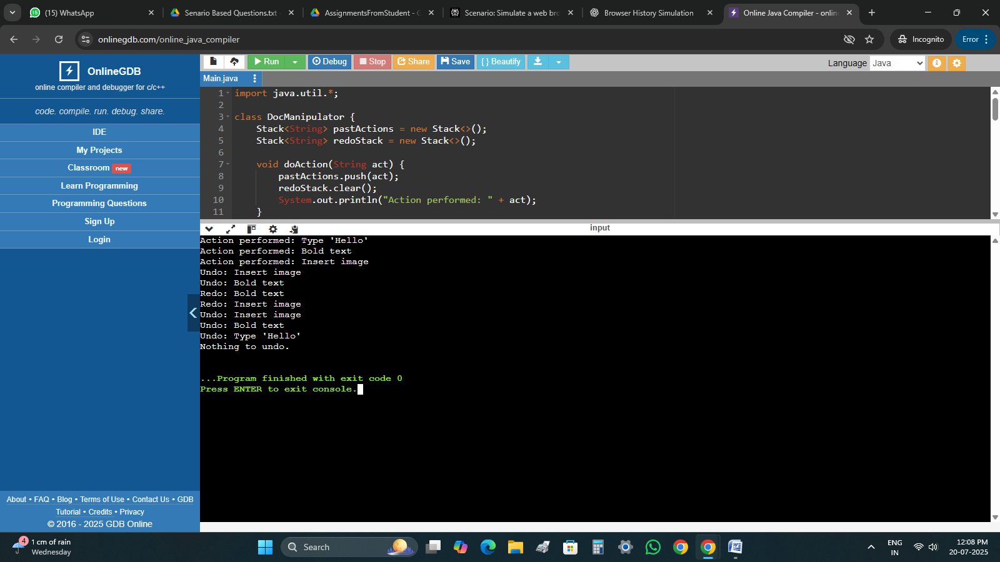 (15) WhatsApp
Senario Based Questions.txt
AssignmentsFromStudent -
Scenario: Simulate a web bro
Browser History Simulation
Online Java Compiler - onlin
onlinegdb.com/online_java_compiler
Incognito
Error
OnlineGDB
online compiler and debugger for c/c++
code. compile. run. debug. share.
IDE
My Projects
Classroom new
Learn Programming
Programming Questions
Sign Up
Login
About • FAQ • Blog • Terms of Use • Contact Us • GDB
Tutorial • Credits • Privacy
© 2016 - 2025 GDB Online
Run
Debug
Stop
Share
Save
{ } Beautify
Language Java
Main.java
1 import java.util.*;
2
3 class DocManipulator {
4 Stack<String> pastActions = new Stack<>();
5 Stack<String> redoStack = new Stack<>();
6
7 void doAction(String act) {
8 pastActions.push(act);
9 redoStack.clear();
10 System.out.println("Action performed: " + act);
11 }
input
Action performed: Type 'Hello'
Action performed: Bold text
Action performed: Insert image
Undo: Insert image
Undo: Bold text
Redo: Bold text
Redo: Insert image
Undo: Insert image
Undo: Bold text
Undo: Type 'Hello'
Nothing to undo.
...Program finished with exit code 0
Press ENTER to exit console.
4
1 cm of rain
Wednesday
Search
ENG
IN
12:08 PM
20-07-2025